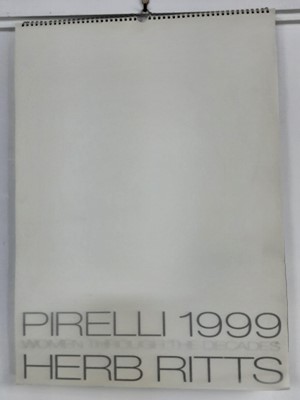 PIRELLI 1999
WOMEN THROUGH THE DECADES
HERB RITTS